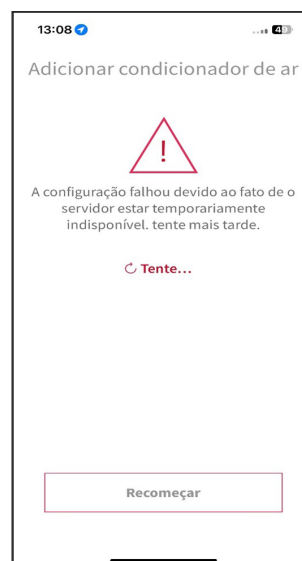 13:08
49
Adicionar condicionador de ar
!
A configuração falhou devido ao fato de o
servidor estar temporariamente
indisponível. tente mais tarde.
Tente...
Recomeçar